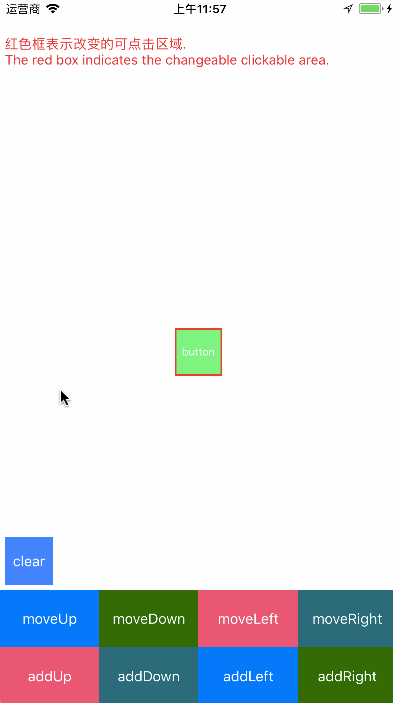 运营商 上午11:57
红色框表示改变的可点击区域.
The red box indicates the changeable clickable area.
button
clear
moveUp moveDown moveLeft moveRight
addUp addDown addLeft addRight